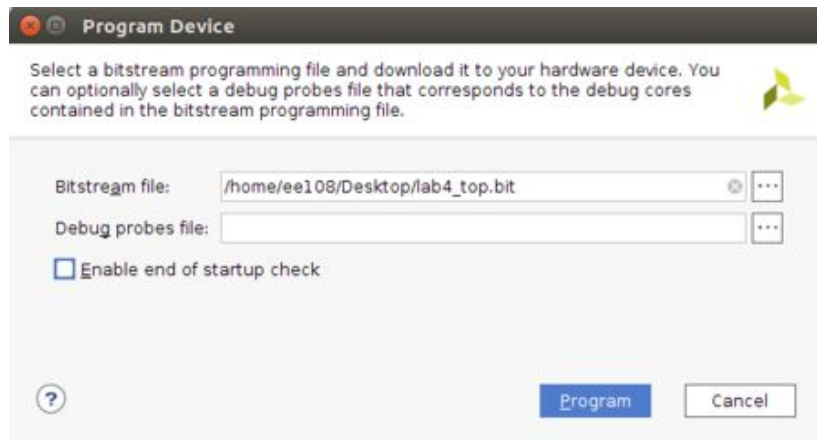 Program Device
Select a bitstream programming file and download it to your hardware device. You
can optionally select a debug probes file that corresponds to the debug cores
contained in the bitstream programming file.
Bitstream file: /home/ee108/Desktop/lab4_top.bit ...
Debug probes file: ...
Enable end of startup check
? Program Cancel